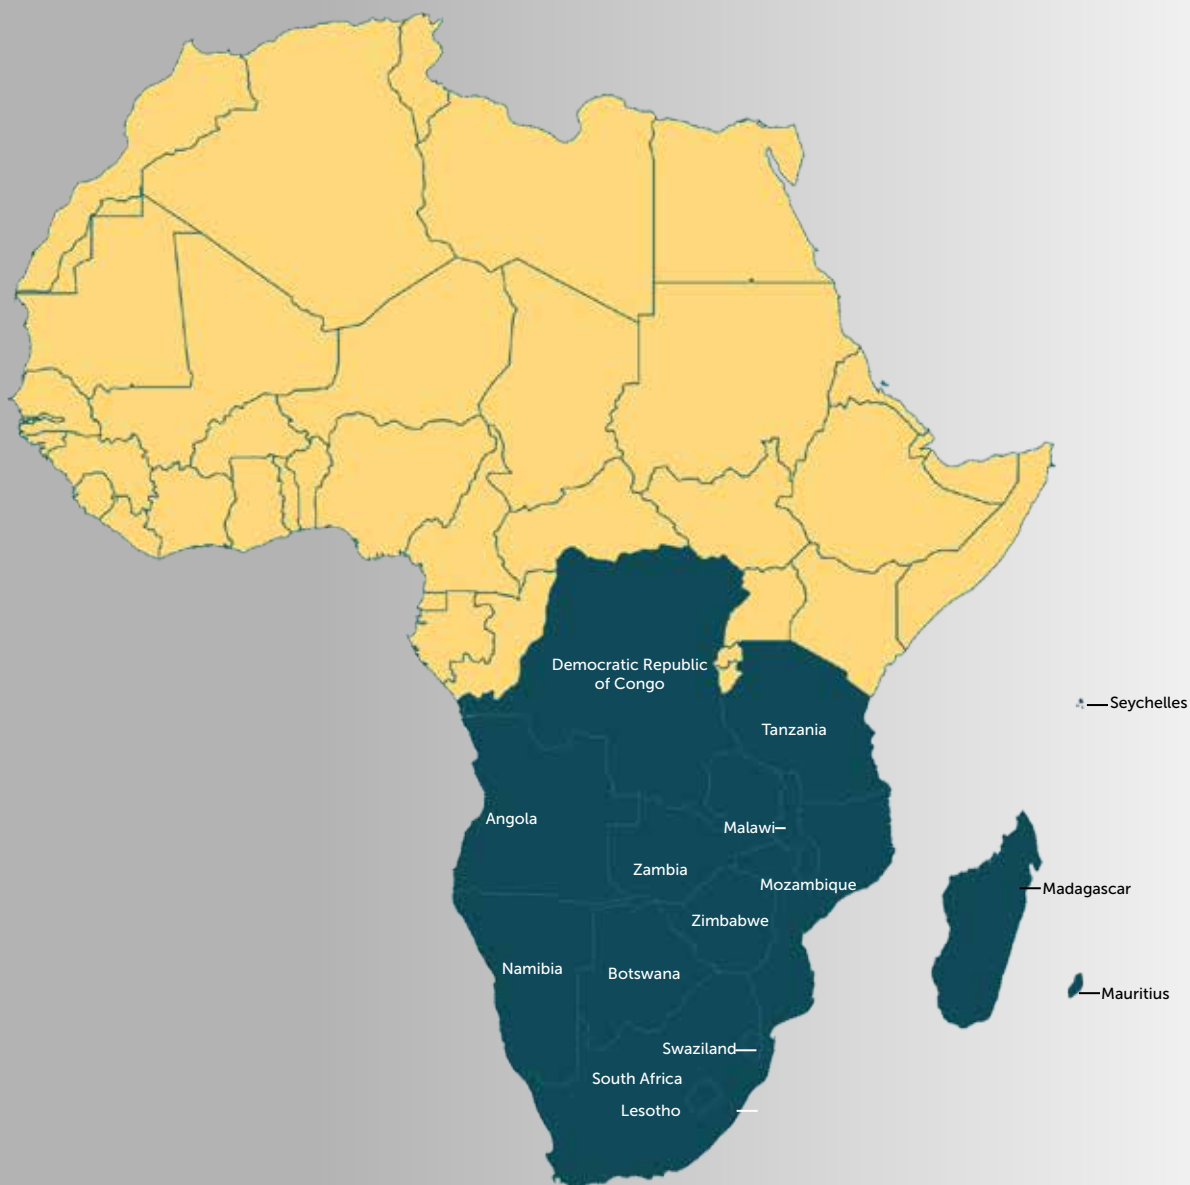 Democratic Republic
of Congo
Seychelles
Tanzania
Angola
Malawi
Zambia
Mozambique
Madagascar
Zimbabwe
Namibia
Botswana
Mauritius
Swaziland
South Africa
Lesotho